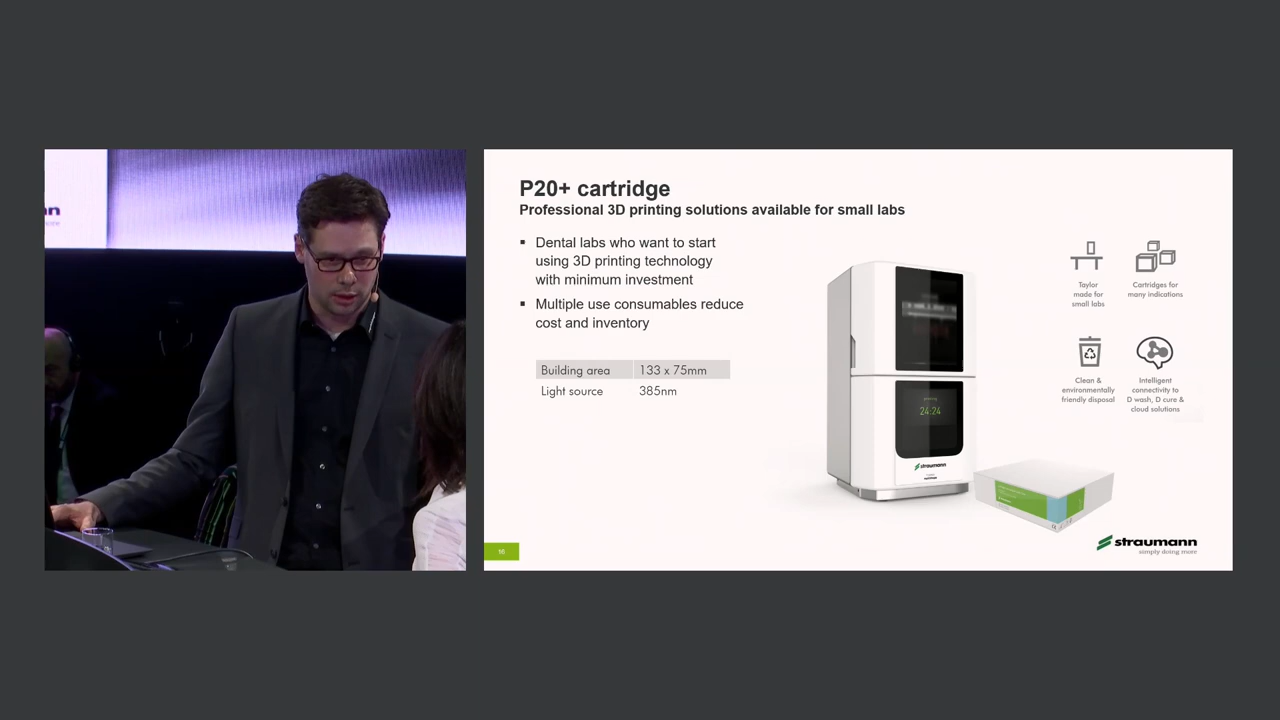 P20+ cartridge
Professional 3D printing solutions available for small labs
Dental labs who want to start
using 3D printing technology
with minimum investment
Multiple use consumables reduce
cost and inventory
Building area 133 x 75mm
Light source 385nm
Taylor
made for
small labs
Cartridges for
many indications
Clean &
environmentally
friendly disposal
Intelligent
connectivity to
D wash, D cure &
cloud solutions
24:24
straumann
straumann
simply doing more